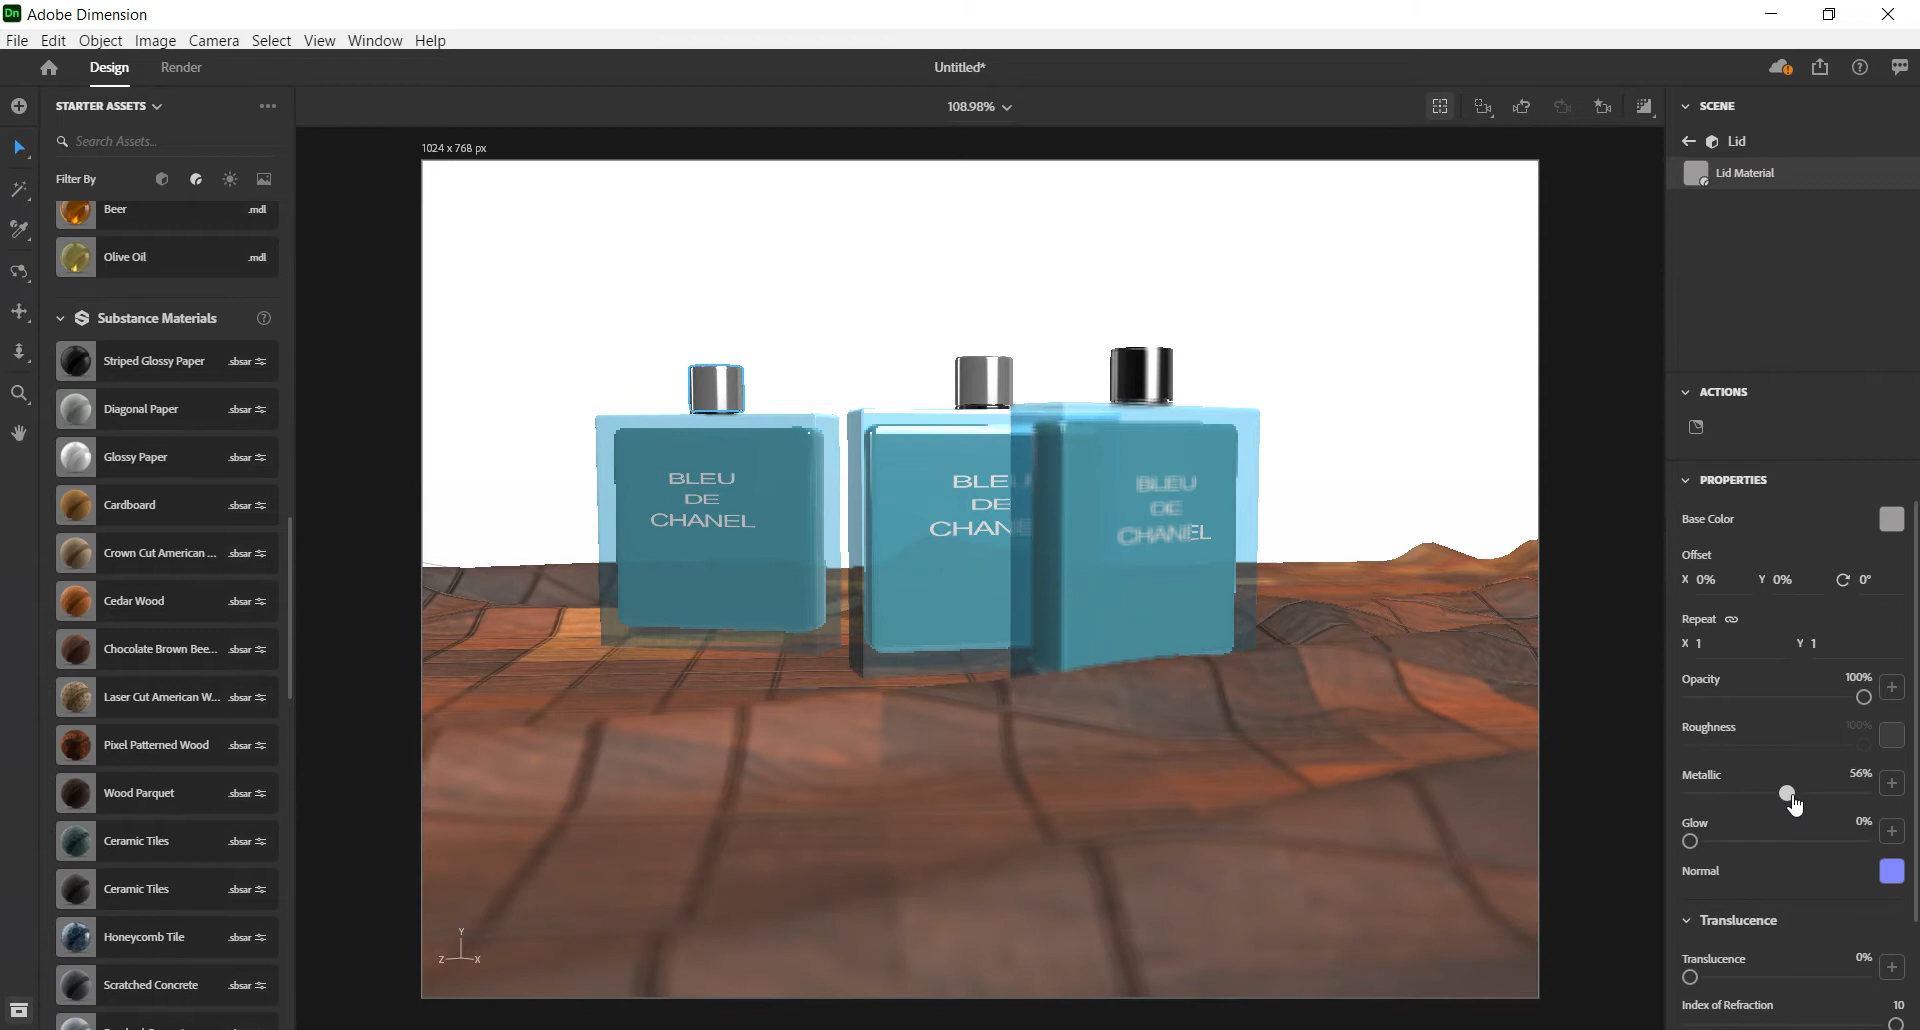 Dn Adobe Dimension
File Edit Object Image Camera Select View Window Help
Design Render Untitled*
STARTER ASSETS 108.98% SCENE
Search Assets... 1024 x 768 px Lid
Filter By Lid Material
Beer .mdl
Olive Oil .mdl
Substance Materials
Striped Glossy Paper .sbsar
Diagonal Paper .sbsar
Glossy Paper .sbsar
Cardboard .sbsar
Crown Cut American ... .sbsar
Cedar Wood .sbsar
Chocolate Brown Bee... .sbsar
Laser Cut American W... .sbsar
Pixel Patterned Wood .sbsar
Wood Parquet .sbsar
Ceramic Tiles .sbsar
Ceramic Tiles .sbsar
Honeycomb Tile .sbsar
Scratched Concrete .sbsar
BLEU
DE
CHANEL
BLEU
DE
CHANE
BLEU
DE
CHANEL
Y
Z X
ACTIONS
PROPERTIES
Base Color
Offset
X 0% Y 0% 0°
Repeat
X 1 Y 1
Opacity 100%
Roughness 100%
Metallic 56%
Glow 0%
Normal
Translucence
Translucence 0%
Index of Refraction 10